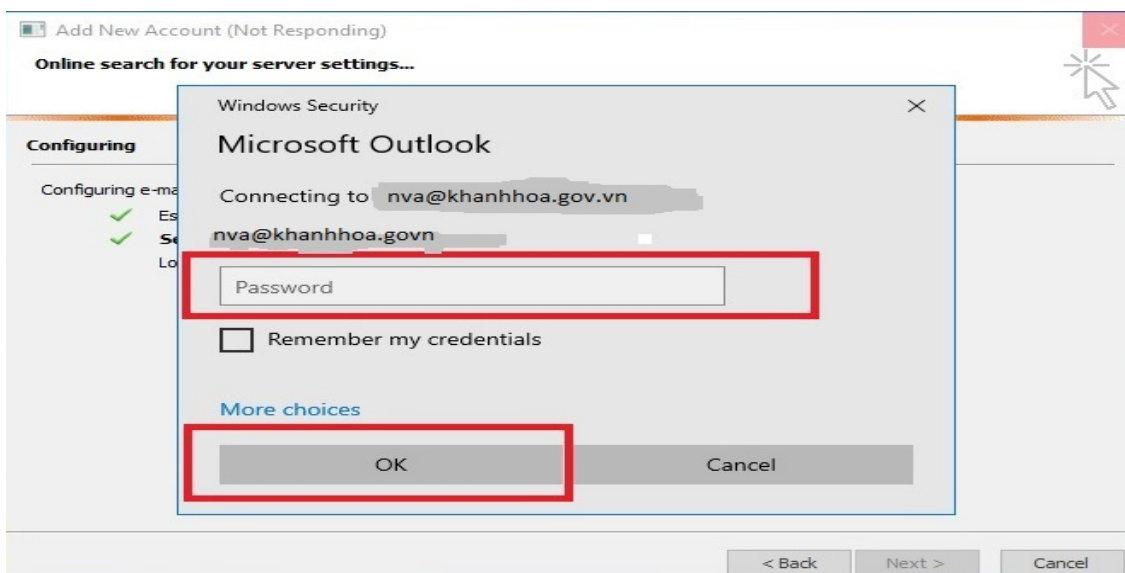 Add New Account (Not Responding)
Online search for your server settings...
Windows Security
Microsoft Outlook
Configuring
Connecting to nva@khanhhoa.gov.vn
Configuring e-ma
Es
nva@khanhhoa.govn
Se
Lo
Password
Remember my credentials
More choices
OK Cancel
< Back Next > Cancel